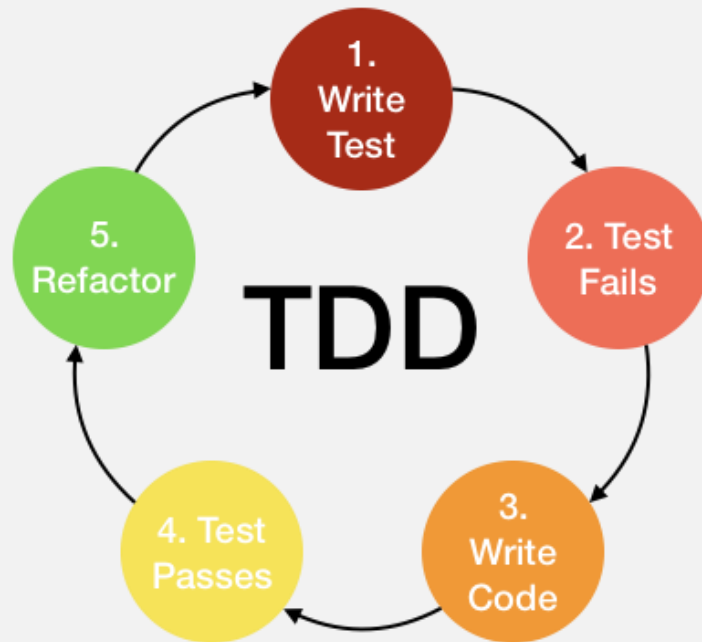 1.
Write
Test
2. Test
Fails
3.
Write
Code
4. Test
Passes
5.
Refactor
TDD